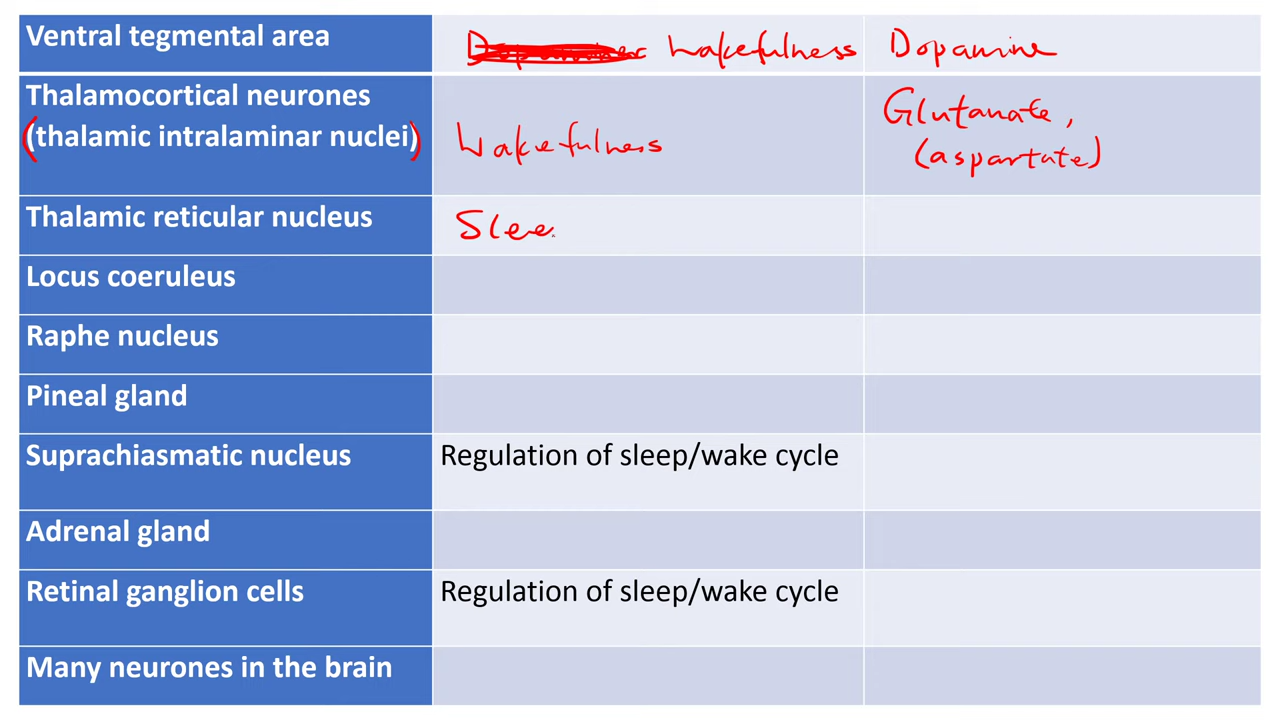 Ventral tegmental area wakefulness Dopamine
Thalamocortical neurones
(thalamic intralaminar nuclei) wakefulness Glutanate,
(aspartate)
Thalamic reticular nucleus Slee
Locus coeruleus
Raphe nucleus
Pineal gland
Suprachiasmatic nucleus Regulation of sleep/wake cycle
Adrenal gland
Retinal ganglion cells Regulation of sleep/wake cycle
Many neurones in the brain